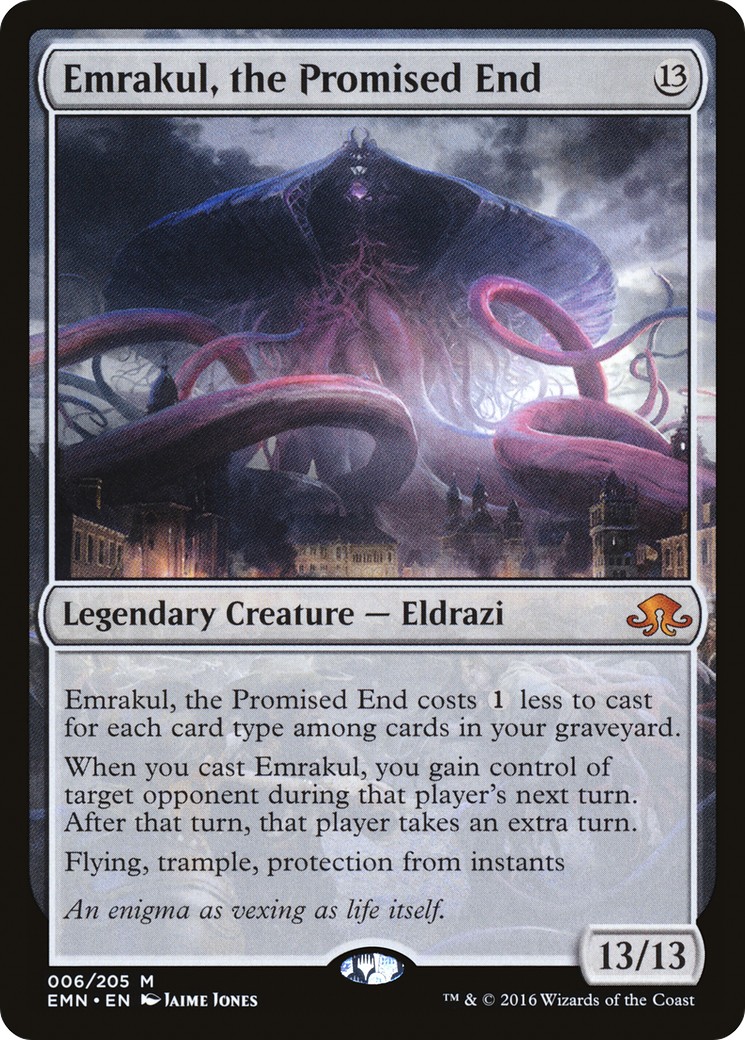 Emrakul, the Promised End 13
Legendary Creature — Eldrazi
Emrakul, the Promised End costs 1 less to cast
for each card type among cards in your graveyard.
When you cast Emrakul, you gain control of
target opponent during that player's next turn.
After that turn, that player takes an extra turn.
Flying, trample, protection from instants
An enigma as vexing as life itself.
13/13
006/205 M
EMN • EN JAIME JONES
™ & © 2016 Wizards of the Coast